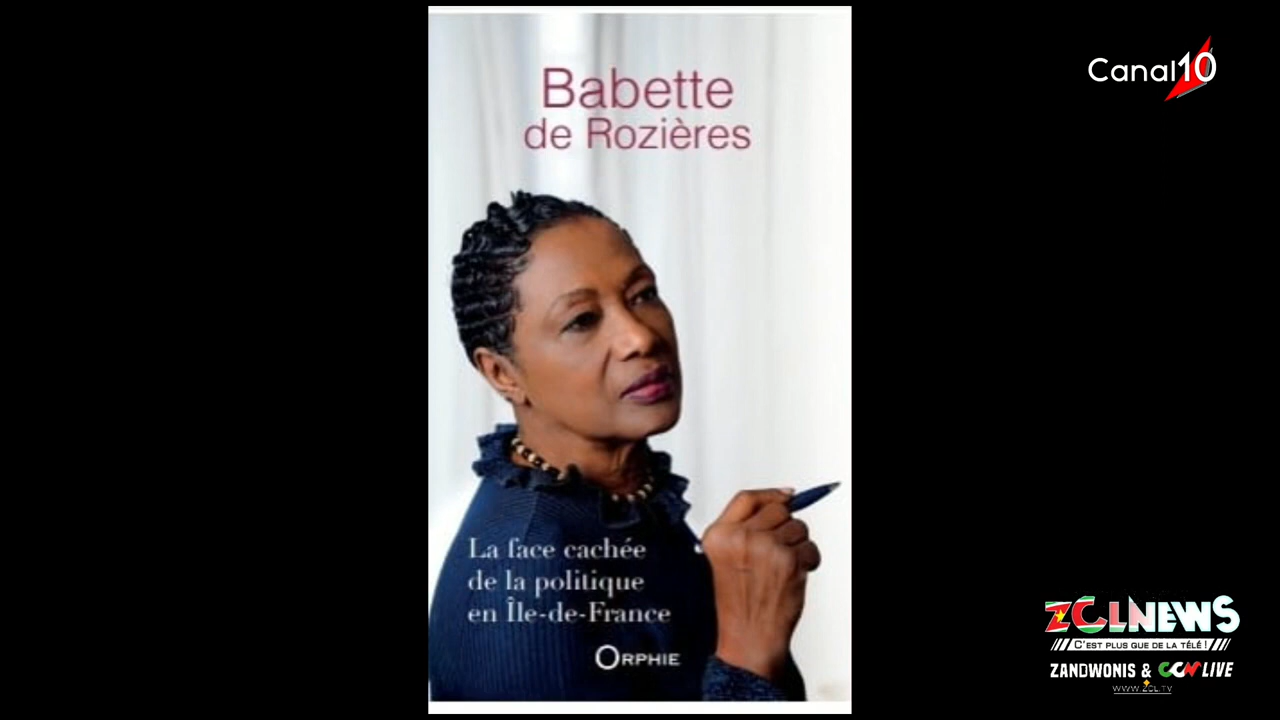 Babette
de Rozières
Canal10
La face cachée
de la politique
en Île-de-France
ORPHIE
ZCLNEWS
C'EST PLUS QUE DE LA TÉLÉ !
ZANDWONIS & CCN LIVE
WWW.ZCL.TV